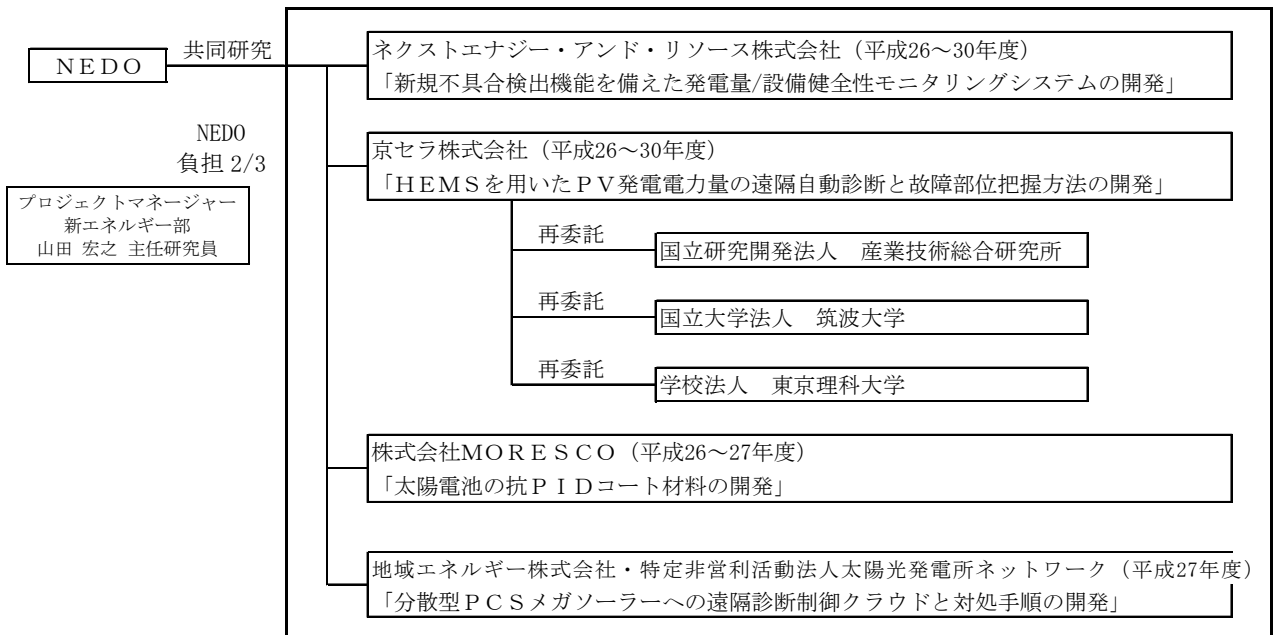 NEDO
共同研究
NEDO
負担 2/3
プロジェクトマネージャー
新エネルギー部
山田 宏之 主任研究員
ネクストエナジー・アンド・リソース株式会社（平成26～30年度）
「新規不具合検出機能を備えた発電量/設備健全性モニタリングシステムの開発」
京セラ株式会社（平成26～30年度）
「ＨＥＭＳを用いたＰＶ発電電力量の遠隔自動診断と故障部位把握方法の開発」
再委託
国立研究開発法人　産業技術総合研究所
再委託
国立大学法人　筑波大学
再委託
学校法人　東京理科大学
株式会社ＭＯＲＥＳＣＯ（平成26～27年度）
「太陽電池の抗ＰＩＤコート材料の開発」
地域エネルギー株式会社・特定非営利活動法人太陽光発電所ネットワーク（平成27年度）
「分散型ＰＣＳメガソーラーへの遠隔診断制御クラウドと対処手順の開発」